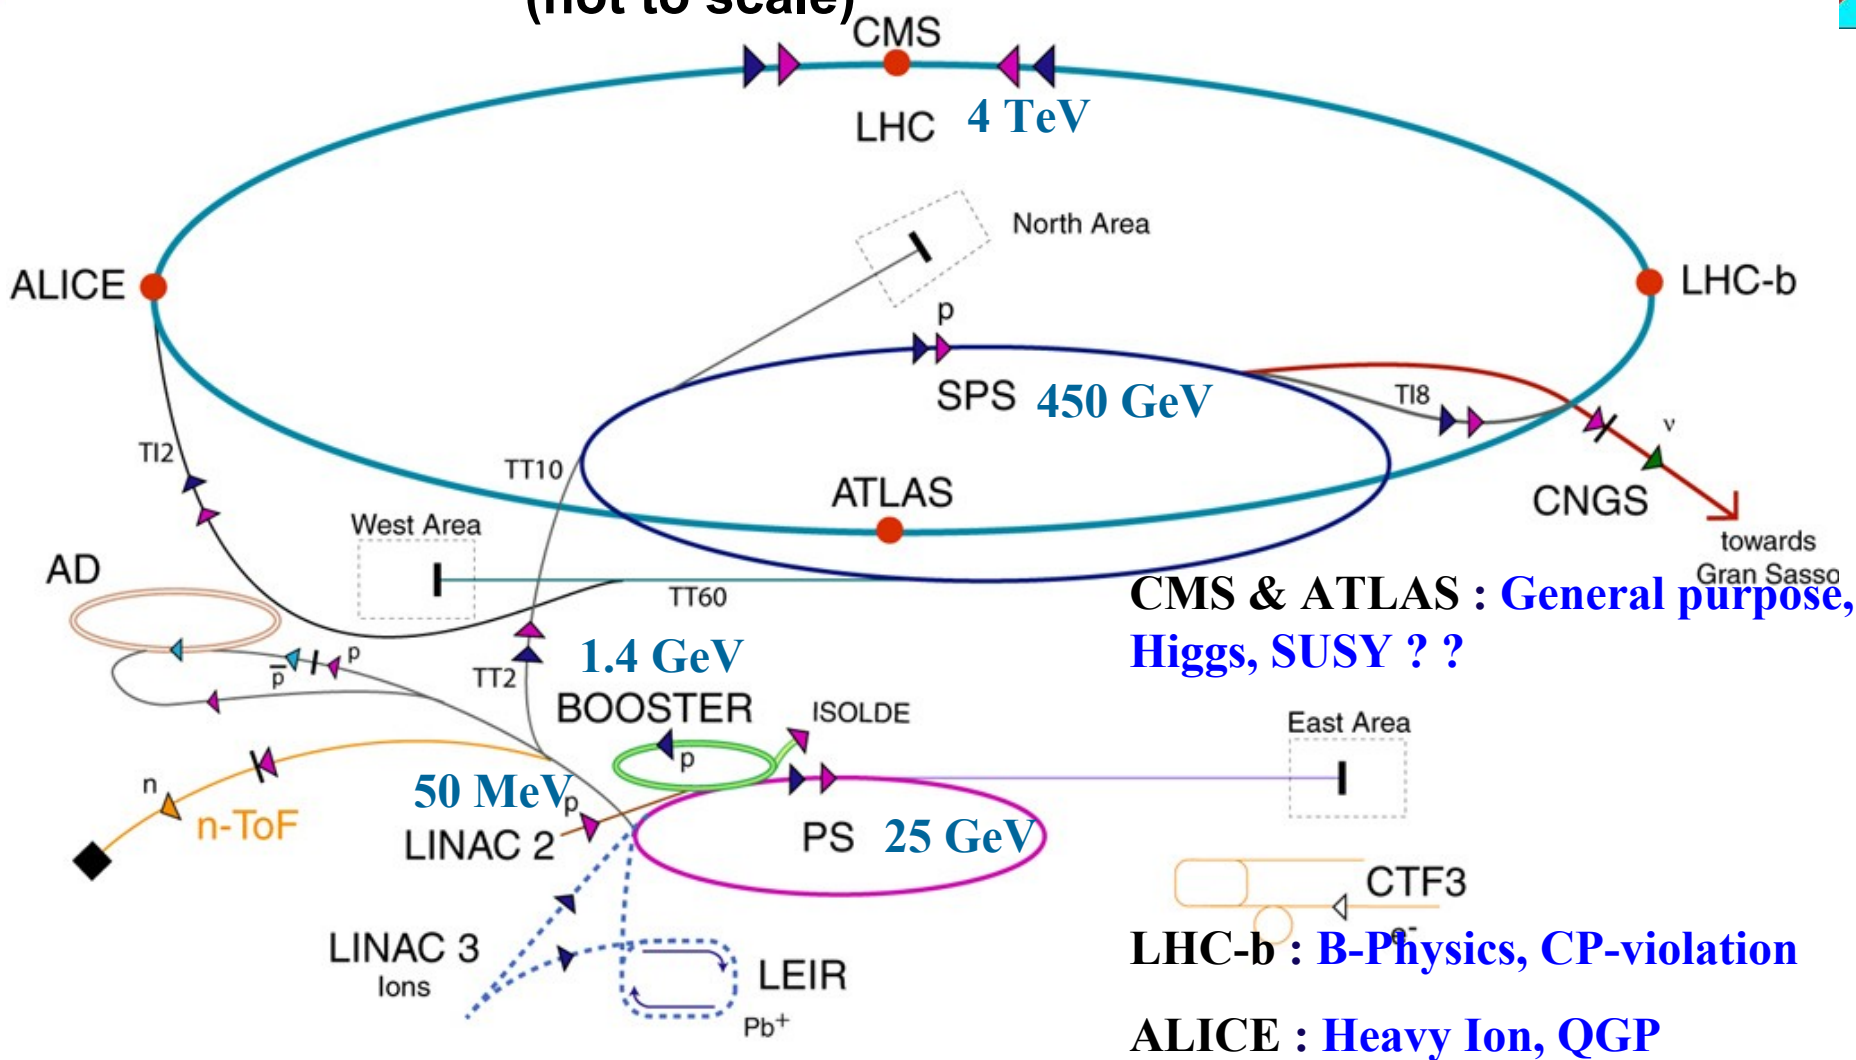 (not to scale)
CMS
LHC 4 TeV
North Area
ALICE
LHC-b
p
SPS 450 GeV
TI8
TI2
TT10
ν
ATLAS
CNGS
West Area
towards
Gran Sasso
AD
TT60
CMS & ATLAS : General purpose,
Higgs, SUSY ? ?
p
p̅
TT2
1.4 GeV
BOOSTER
ISOLDE
p
East Area
n
n-ToF
50 MeV
p
LINAC 2
PS 25 GeV
CTF3
e-
LINAC 3
Ions
LEIR
Pb+
LHC-b : B-Physics, CP-violation
ALICE : Heavy Ion, QGP